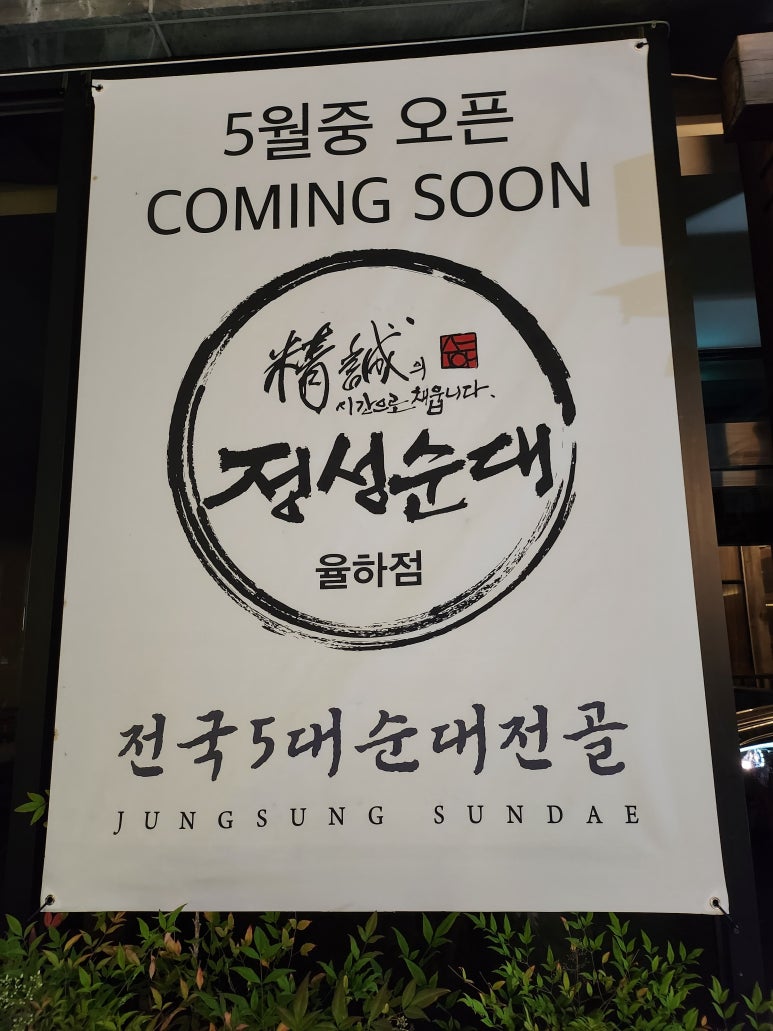 5월중 오픈
COMING SOON
精誠의
시간으로 채웁니다.
정성순대
율하점
전국5대순대전골
JUNGSUNG SUNDAE